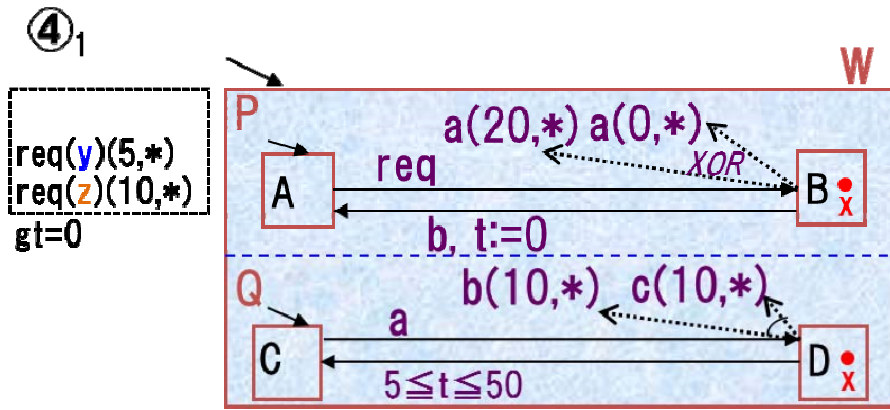 ④1
W
P
a(20,*) a(0,*)
req(y)(5,*)
req
XOR
A
B
x
req(z)(10,*)
gt=0
b, t:=0
Q
b(10,*) c(10,*)
a
C
D
x
5≦t≦50